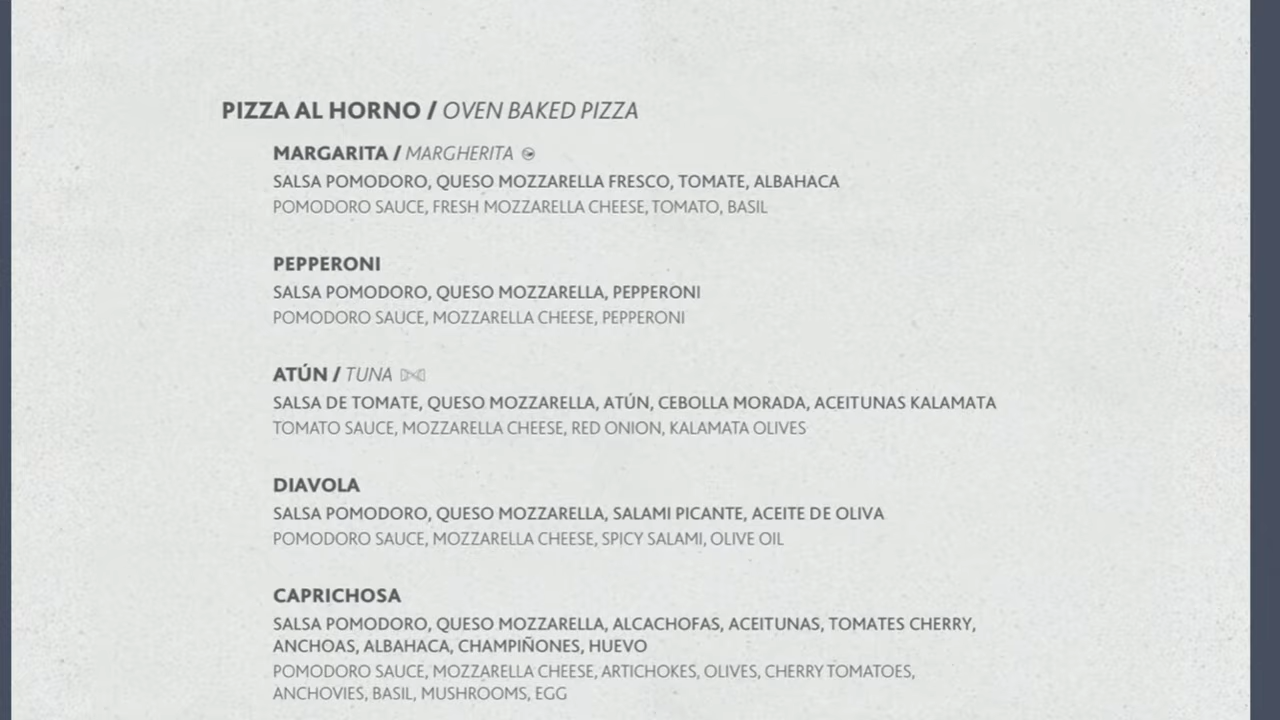 PIZZA AL HORNO / OVEN BAKED PIZZA
MARGARITA / MARGHERITA
SALSA POMODORO, QUESO MOZZARELLA FRESCO, TOMATE, ALBAHACA
POMODORO SAUCE, FRESH MOZZARELLA CHEESE, TOMATO, BASIL
PEPPERONI
SALSA POMODORO, QUESO MOZZARELLA, PEPPERONI
POMODORO SAUCE, MOZZARELLA CHEESE, PEPPERONI
ATÚN / TUNA
SALSA DE TOMATE, QUESO MOZZARELLA, ATÚN, CEBOLLA MORADA, ACEITUNAS KALAMATA
TOMATO SAUCE, MOZZARELLA CHEESE, RED ONION, KALAMATA OLIVES
DIAVOLA
SALSA POMODORO, QUESO MOZZARELLA, SALAMI PICANTE, ACEITE DE OLIVA
POMODORO SAUCE, MOZZARELLA CHEESE, SPICY SALAMI, OLIVE OIL
CAPRICHOSA
SALSA POMODORO, QUESO MOZZARELLA, ALCACHOFAS, ACEITUNAS, TOMATES CHERRY,
ANCHOAS, ALBAHACA, CHAMPIÑONES, HUEVO
POMODORO SAUCE, MOZZARELLA CHEESE, ARTICHOKES, OLIVES, CHERRY TOMATOES,
ANCHOVIES, BASIL, MUSHROOMS, EGG